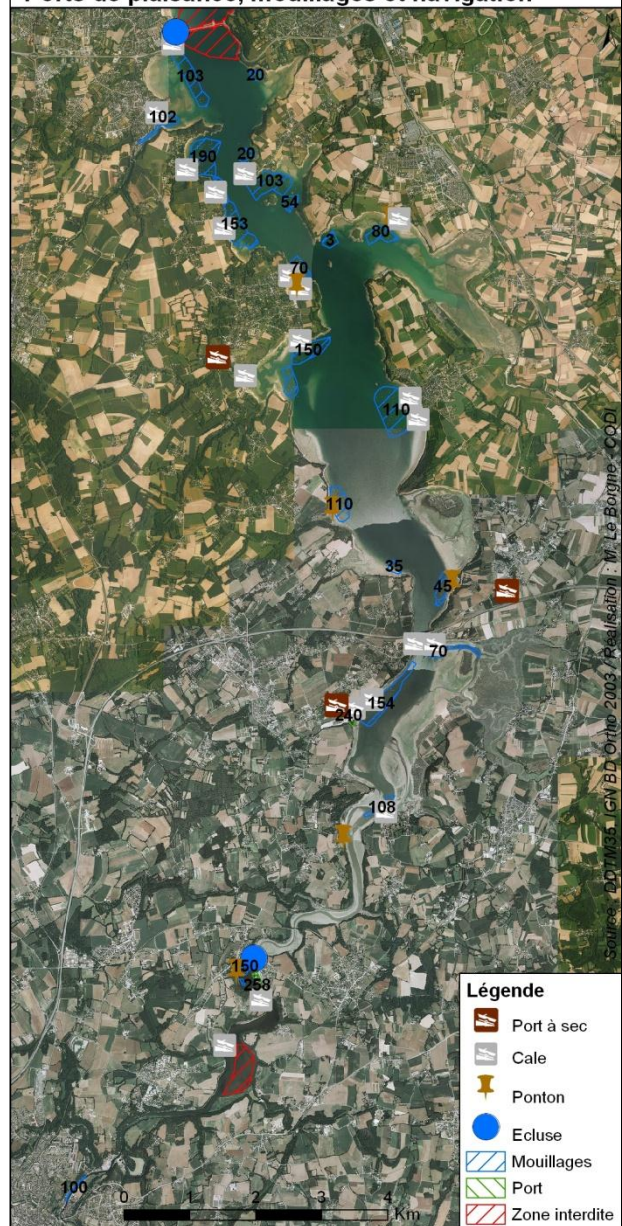 Ports de plaisance, mouillages et navigation
103
20
102
190
20
103
54
153
80
3
70
150
110
110
35
45
70
154
240
108
150
258
100
Source : DDTM35, IGN BD Ortho 2003 / Réalisation : M. Le Borgne - CODI
Légende
Port à sec
Cale
Ponton
Ecluse
Mouillages
Port
Zone interdite
0 1 2 3 4
Km